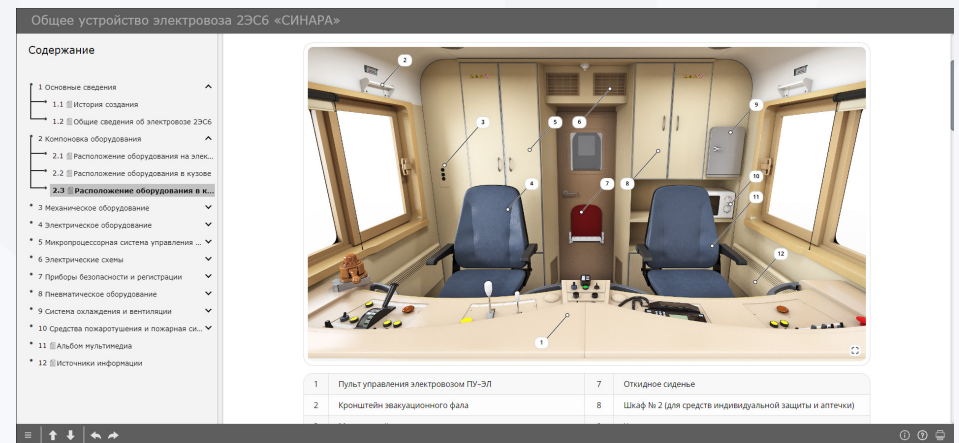 Общее устройство электровоза 2ЭС6 «СИНАРА»
Содержание
1 Основные сведения
1.1 История создания
1.2 Общие сведения об электровозе 2ЭС6
2 Компоновка оборудования
2.1 Расположение оборудования на элек...
2.2 Расположение оборудования в кузове
2.3 Расположение оборудования в к...
3 Механическое оборудование
4 Электрическое оборудование
5 Микропроцессорная система управления ...
6 Электрические схемы
7 Приборы безопасности и регистрации
8 Пневматическое оборудование
9 Система охлаждения и вентиляции
10 Средства пожаротушения и пожарная си...
11 Альбом мультимедиа
12 Источники информации
2
9
3
5
6
10
4
7
8
11
12
1
1 Пульт управления электровозом ПУ-ЭЛ 7 Откидное сиденье
2 Кронштейн эвакуационного фала 8 Шкаф № 2 (для средств индивидуальной защиты и аптечки)